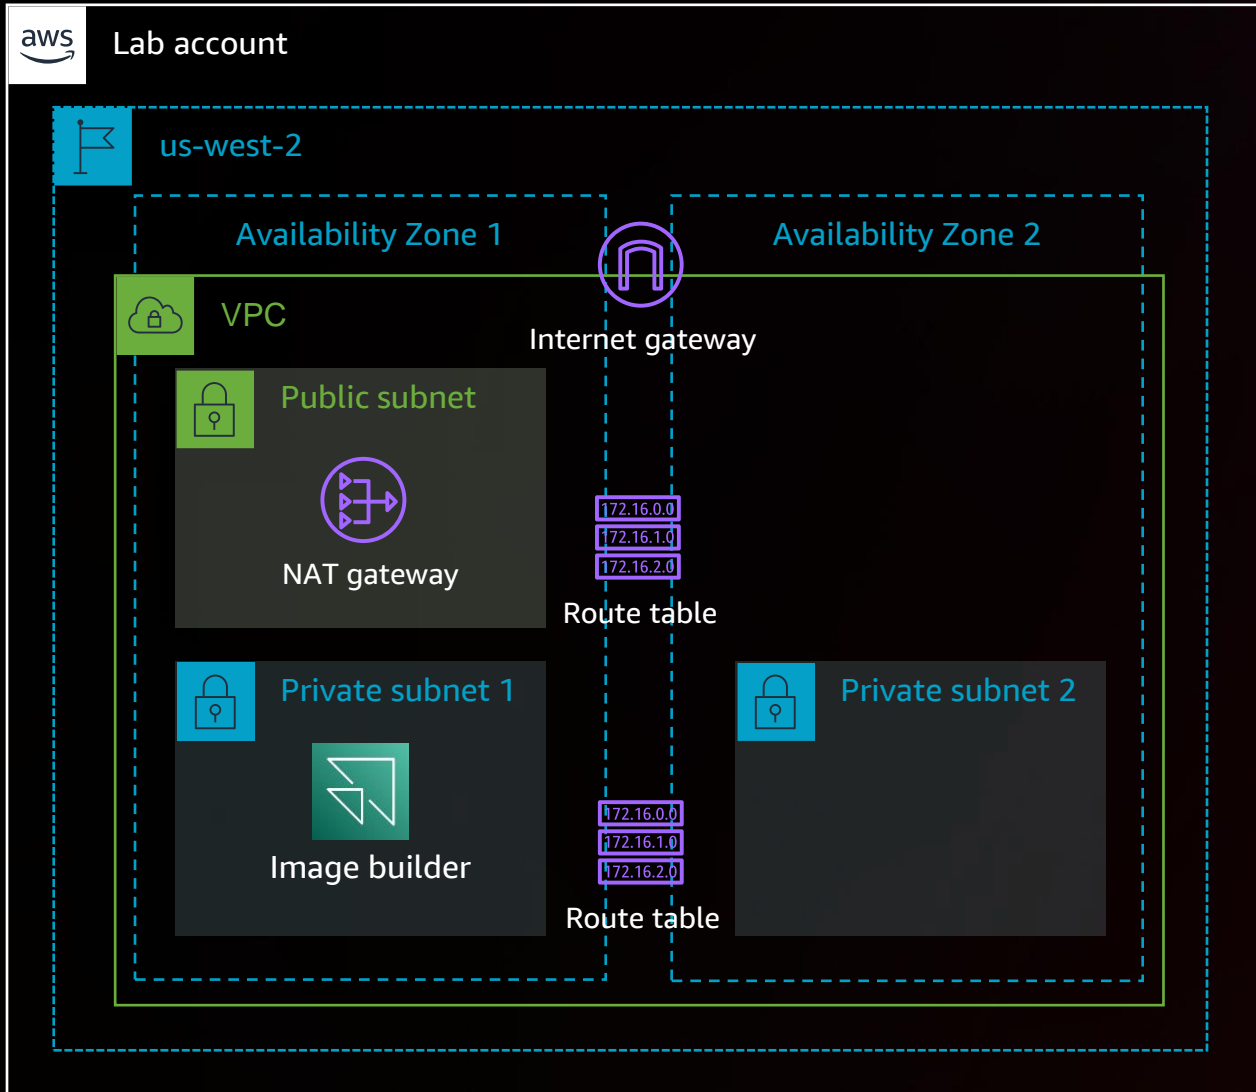 aws
Lab account
us-west-2
Availability Zone 1
Availability Zone 2
VPC
Internet gateway
Public subnet
NAT gateway
172.16.0.0
172.16.1.0
172.16.2.0
Route table
Private subnet 1
Private subnet 2
Image builder
172.16.0.0
172.16.1.0
172.16.2.0
Route table